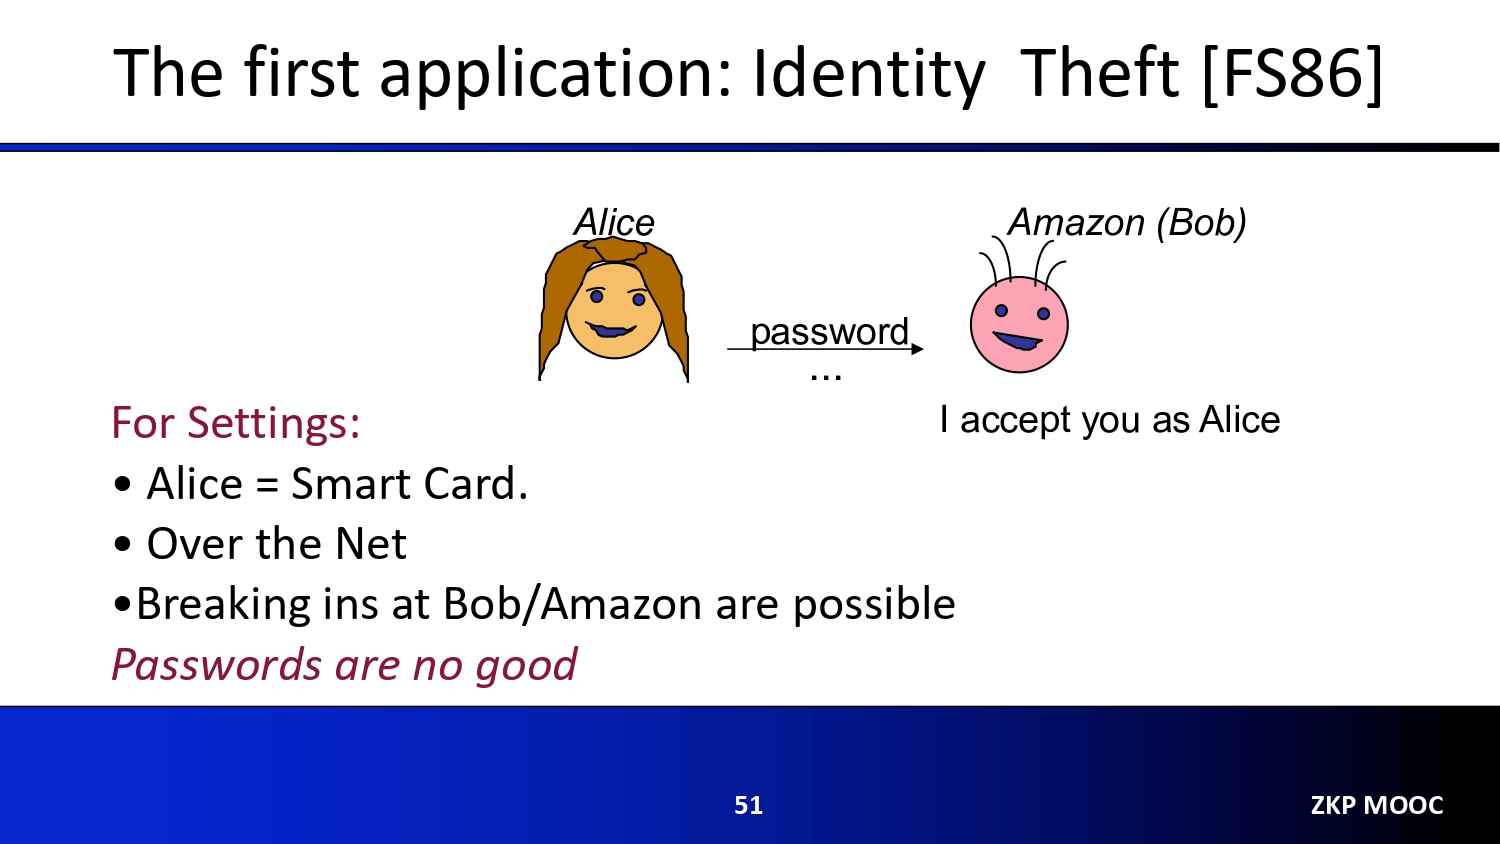 The first application: Identity  Theft [FS86]
Alice
Amazon (Bob)
password
...
I accept you as Alice
For Settings:
• Alice = Smart Card.
• Over the Net
•Breaking ins at Bob/Amazon are possible
Passwords are no good
51
ZKP MOOC